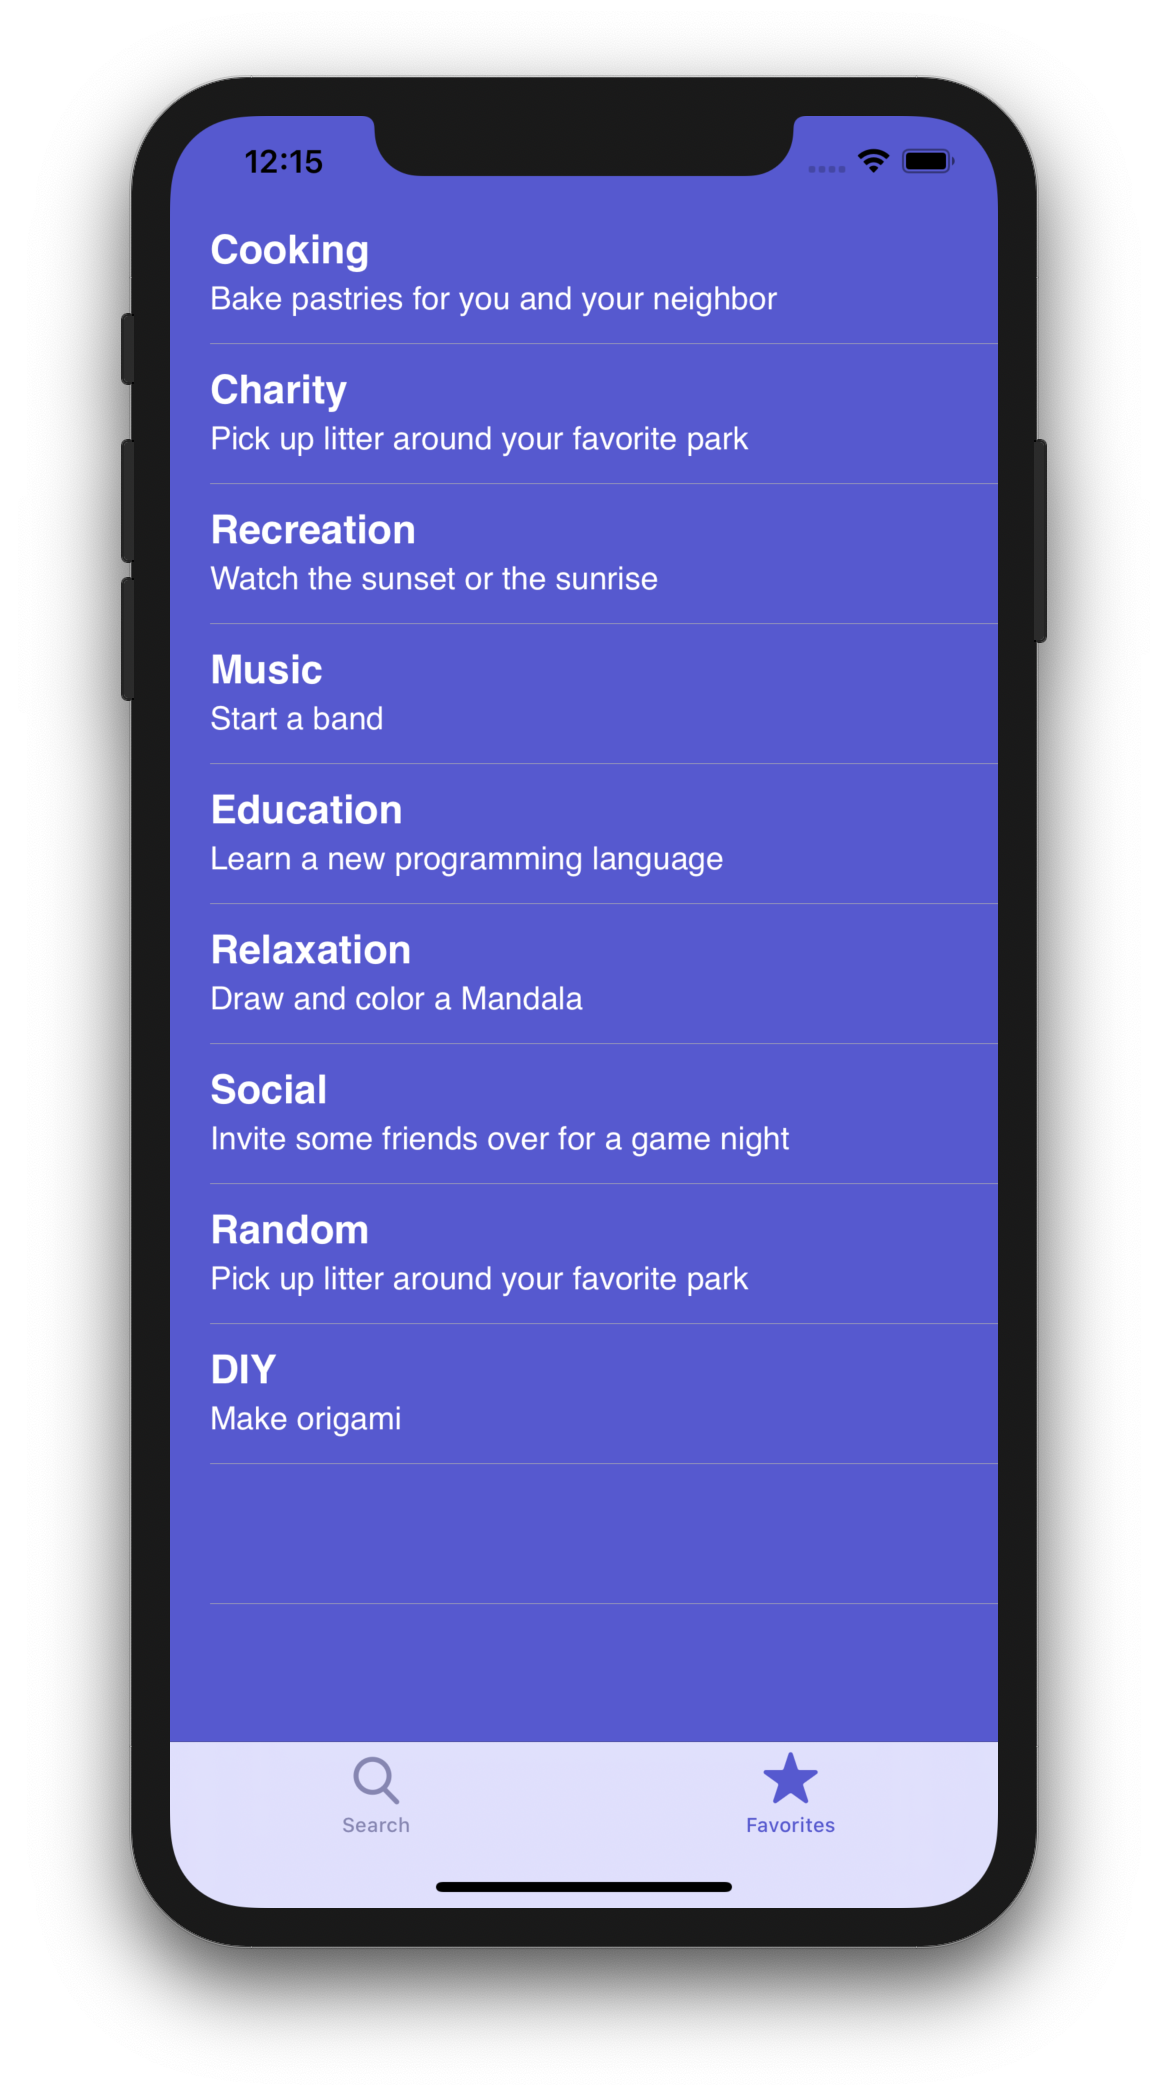 12:15
Cooking
Bake pastries for you and your neighbor
Charity
Pick up litter around your favorite park
Recreation
Watch the sunset or the sunrise
Music
Start a band
Education
Learn a new programming language
Relaxation
Draw and color a Mandala
Social
Invite some friends over for a game night
Random
Pick up litter around your favorite park
DIY
Make origami
Search
Favorites